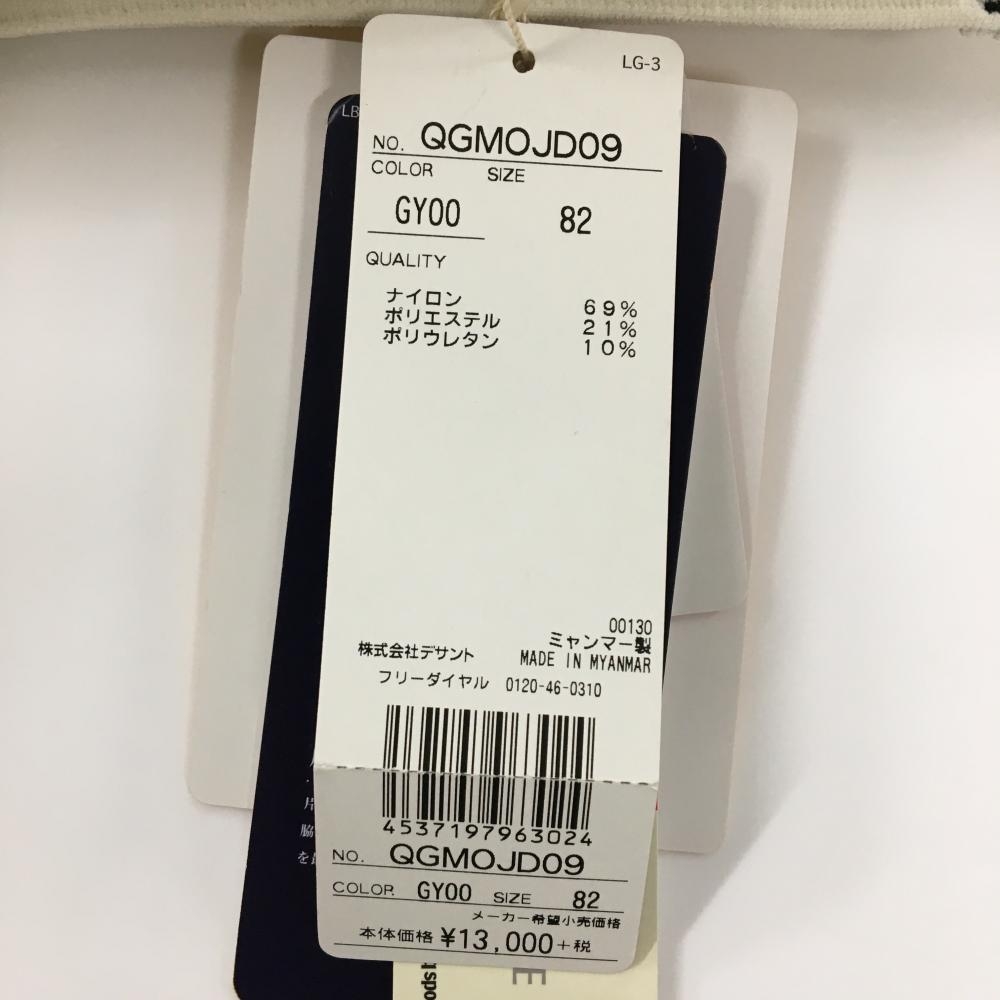 LG-3
LB
NO. QGMOJD09
COLOR SIZE
GY00 82
QUALITY
ナイロン 69%
ポリエステル 21%
ポリウレタン 10%
00130
ミャンマー製
株式会社デサント MADE IN MYANMAR
フリーダイヤル 0120-46-0310
4537197963024
NO. QGMOJD09
COLOR GY00 SIZE 82
メーカー希望小売価格
本体価格 ¥13,000+税
片
脇
を
E